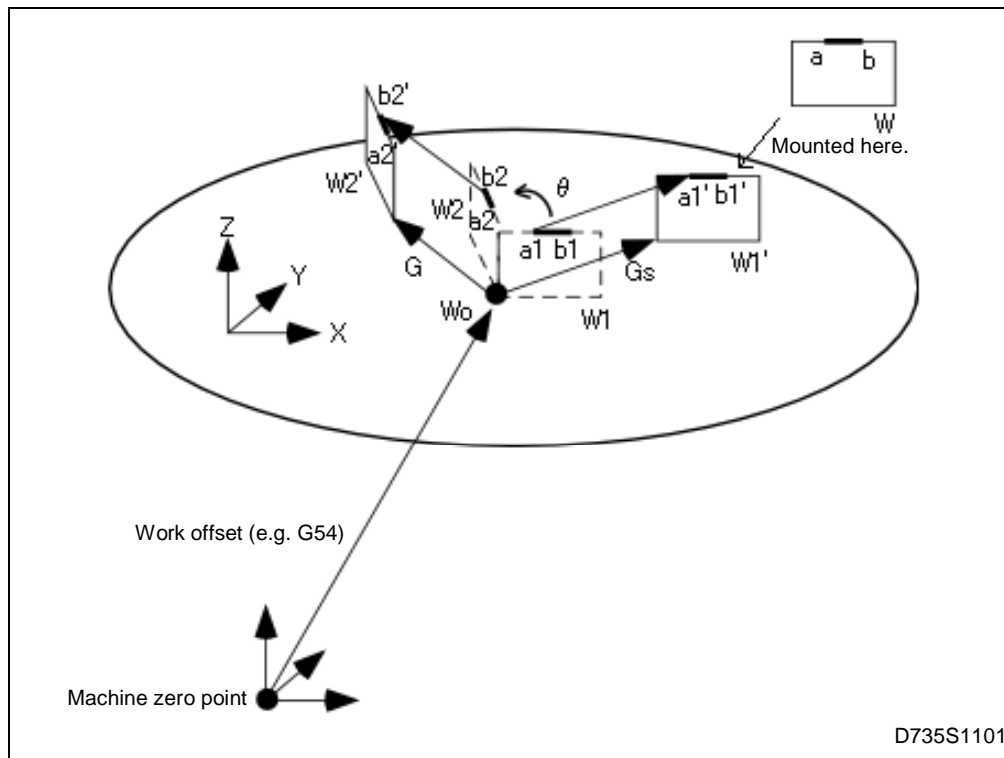 a b
W
Mounted here.
b2'
a2'
W2'
b2
W2 a2
θ
a1' b1'
a1 b1
W1'
Z
Y
X
G
Gs
Wo
W1
Work offset (e.g. G54)
Machine zero point
D735S1101